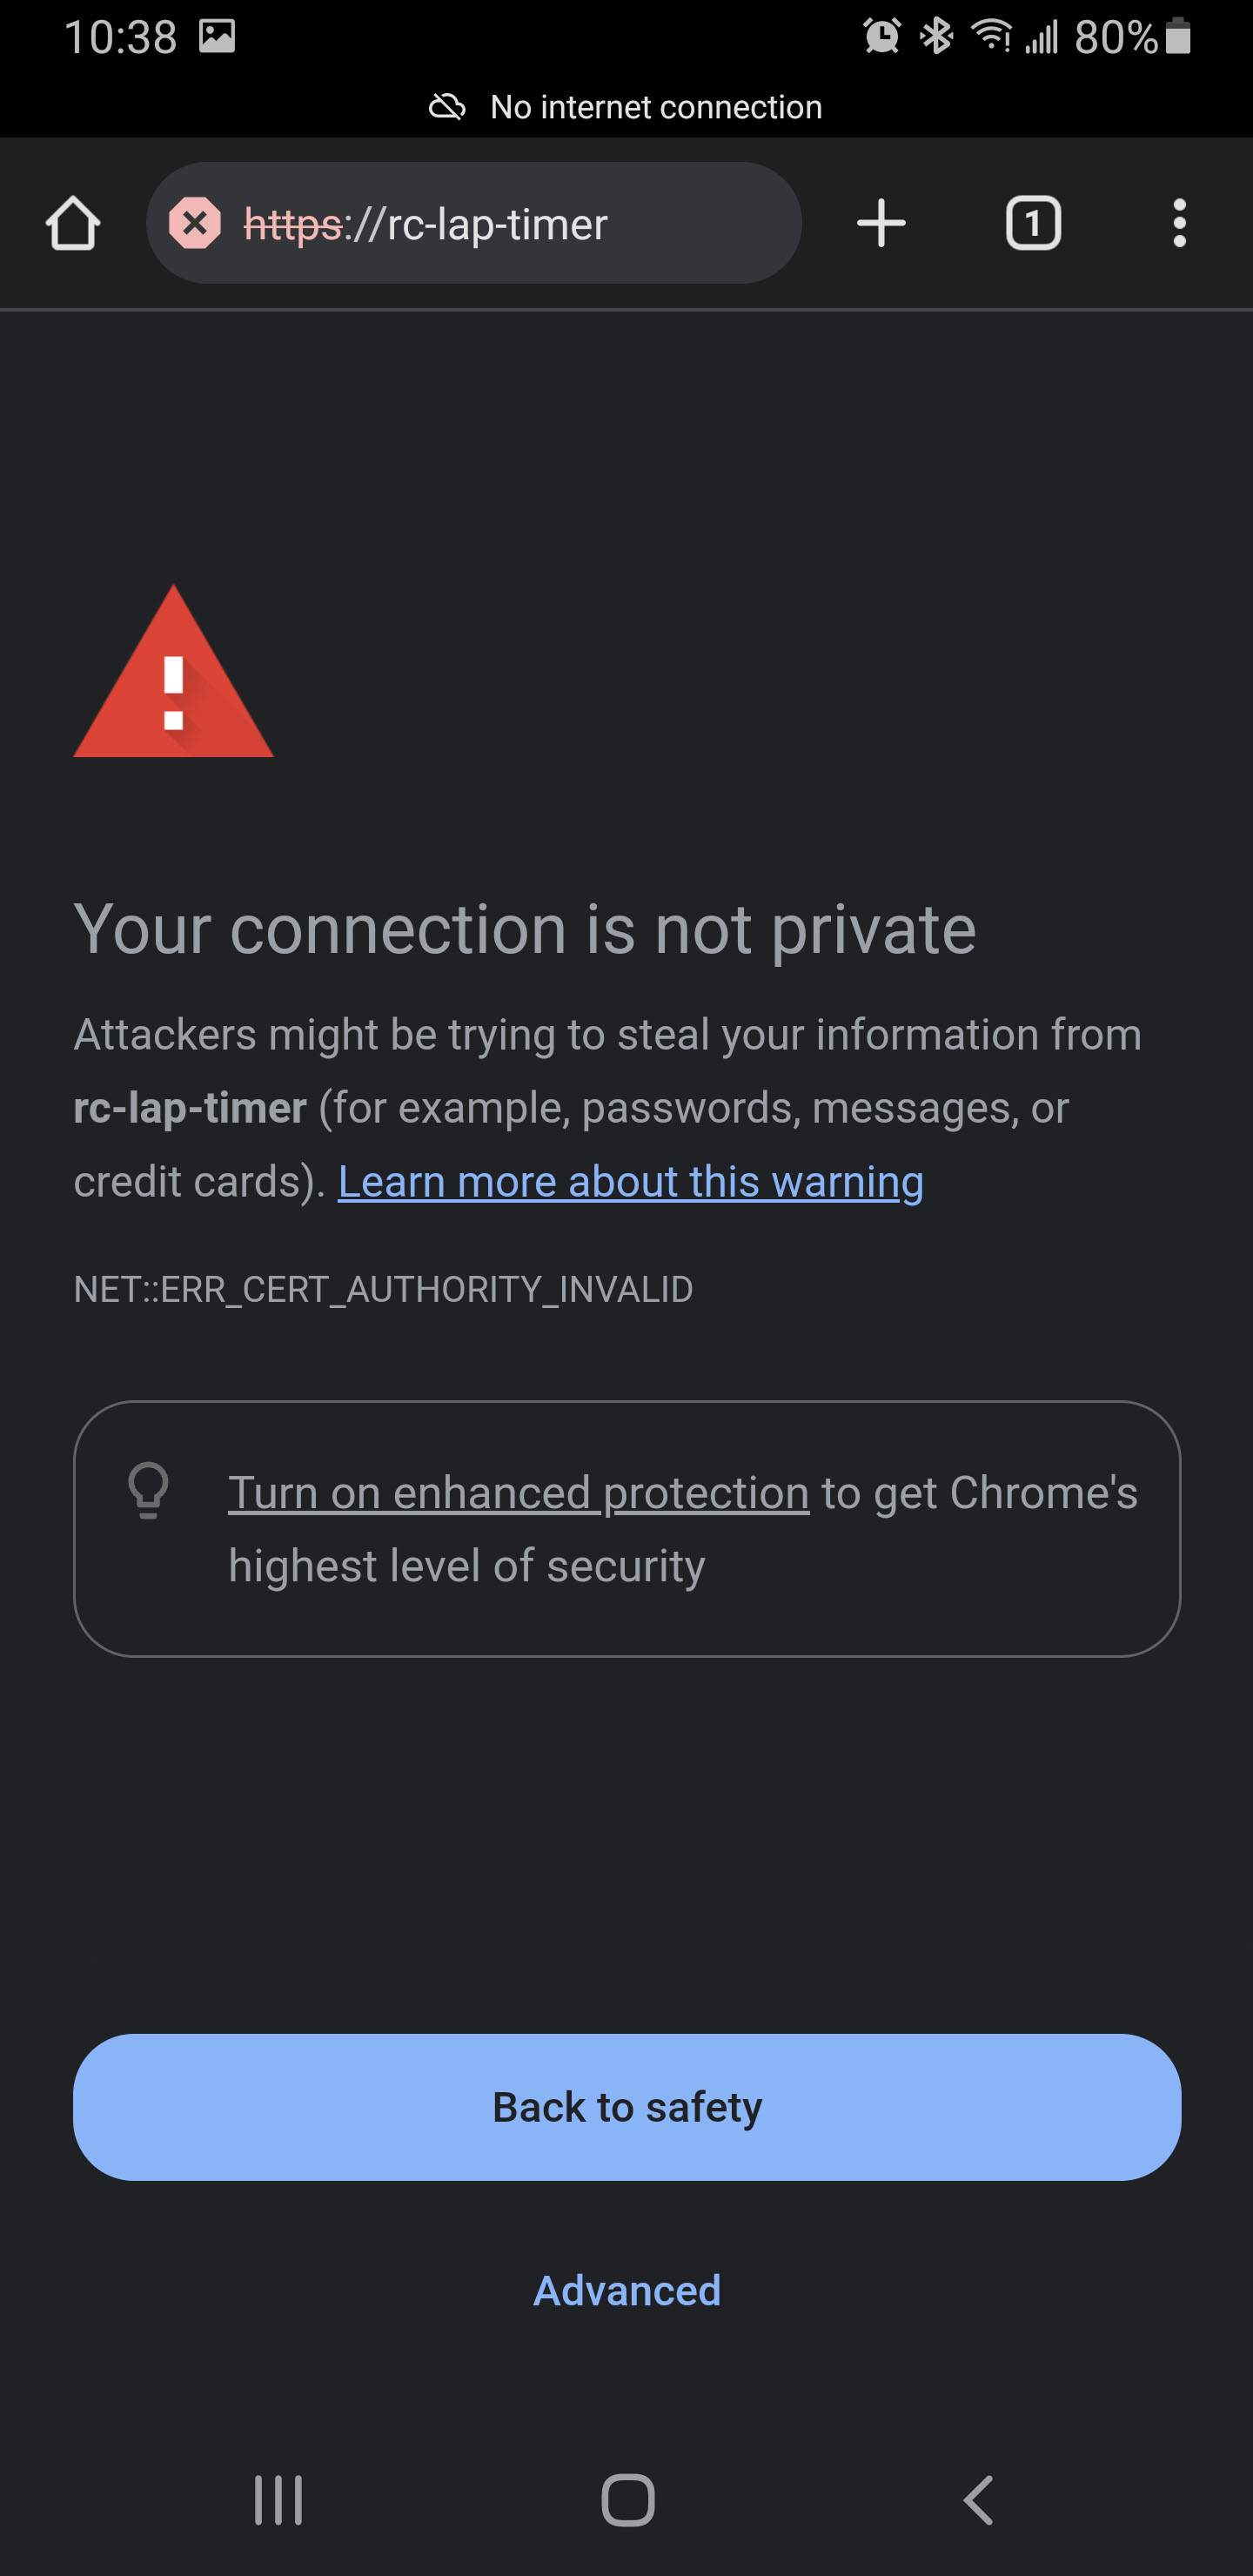 10:38 80%
No internet connection
https://rc-lap-timer 1
Your connection is not private
Attackers might be trying to steal your information from
rc-lap-timer (for example, passwords, messages, or
credit cards). Learn more about this warning
NET::ERR_CERT_AUTHORITY_INVALID
Turn on enhanced protection to get Chrome's
highest level of security
Back to safety
Advanced